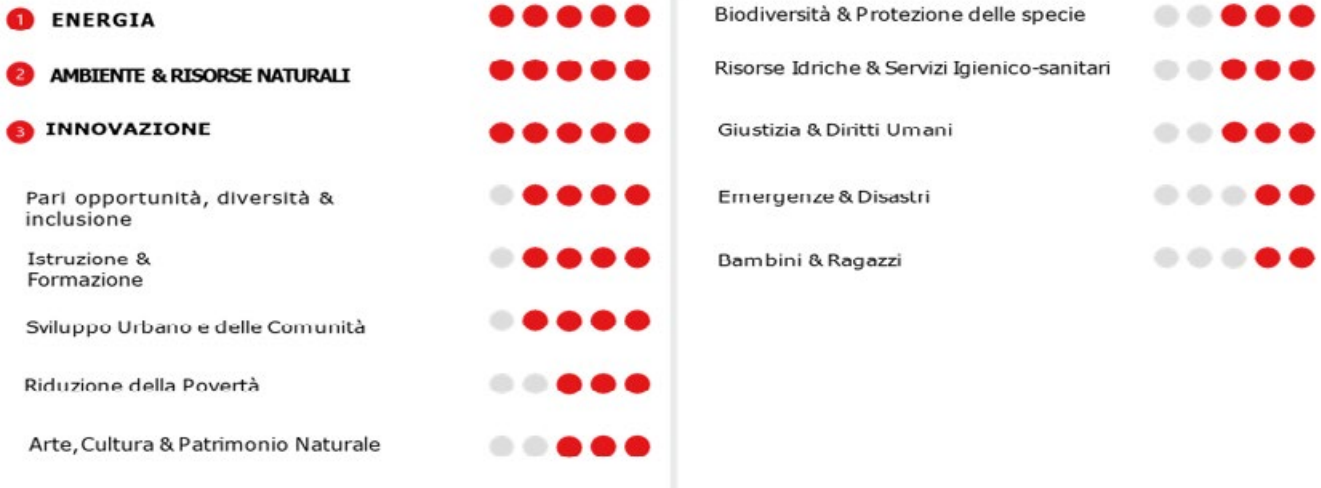 1 ENERGIA
2 AMBIENTE & RISORSE NATURALI
3 INNOVAZIONE
Pari opportunità, diversità &
inclusione
Istruzione &
Formazione
Sviluppo Urbano e delle Comunità
Riduzione della Povertà
Arte, Cultura & Patrimonio Naturale
Biodiversità & Protezione delle specie
Risorse Idriche & Servizi Igienico-sanitari
Giustizia & Diritti Umani
Emergenze & Disastri
Bambini & Ragazzi